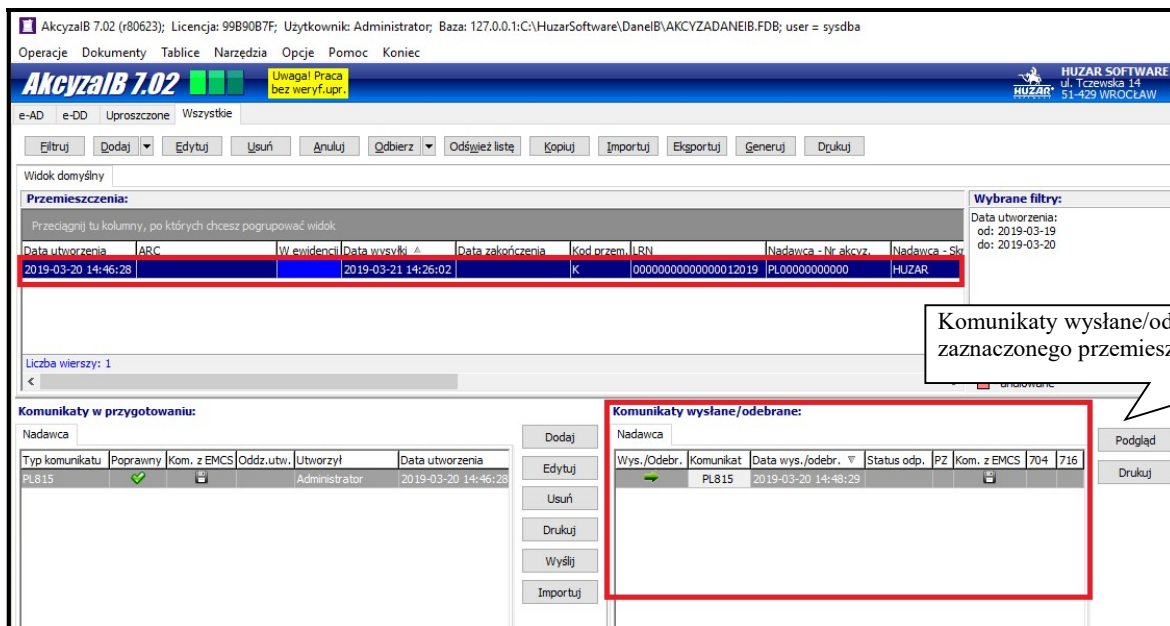 AkcyzaIB 7.02 (r80623); Licencja: 99B90B7F; Użytkownik: Administrator; Baza: 127.0.0.1:C:\HuzarSoftware\DaneIB\AKCYZADANEIB.FDB; user = sysdba
Operacje Dokumenty Tablice Narzędzia Opcje Pomoc Koniec
AkcyzaIB 7.02
Uwaga! Praca
bez weryf.upr.
HUZAR
HUZAR SOFTWARE
ul. Tczewska 14
51-429 WROCŁAW
e-AD e-DD Uproszczone Wszystkie
Filtruj Dodaj Edytuj Usuń Anuluj Odbierz Odśwież listę Kopiuj Importuj Eksportuj Generuj Drukuj
Widok domyślny
Przemieszczenia:
Przeciągnij tu kolumny, po których chcesz pogrupować widok
Data utworzenia ARC W ewidencji Data wysyłki Data zakończenia Kod przem. LRN Nadawca - Nr akcyz. Nadawca - Skr
2019-03-20 14:46:28 2019-03-21 14:26:02 K PL00000000000 HUZAR
Liczba wierszy: 1
Wybrane filtry:
Data utworzenia:
od: 2019-03-19
do: 2019-03-20
Komunikaty wysłane/od
zaznaczonego przemiesz
anulowane
Komunikaty w przygotowaniu:
Nadawca
Typ komunikatu Poprawny Kom. z EMCS Oddz.utw. Utworzył Data utworzenia
PL815 Administrator 2019-03-20 14:46:28
Dodaj
Edytuj
Usuń
Drukuj
Wyślij
Importuj
Komunikaty wysłane/odebrane:
Nadawca
Wys./Odebr. Komunikat Data wys./odebr. Status odp. PZ Kom. z EMCS 704 716
PL815 2019-03-20 14:48:29
Podgląd
Drukuj